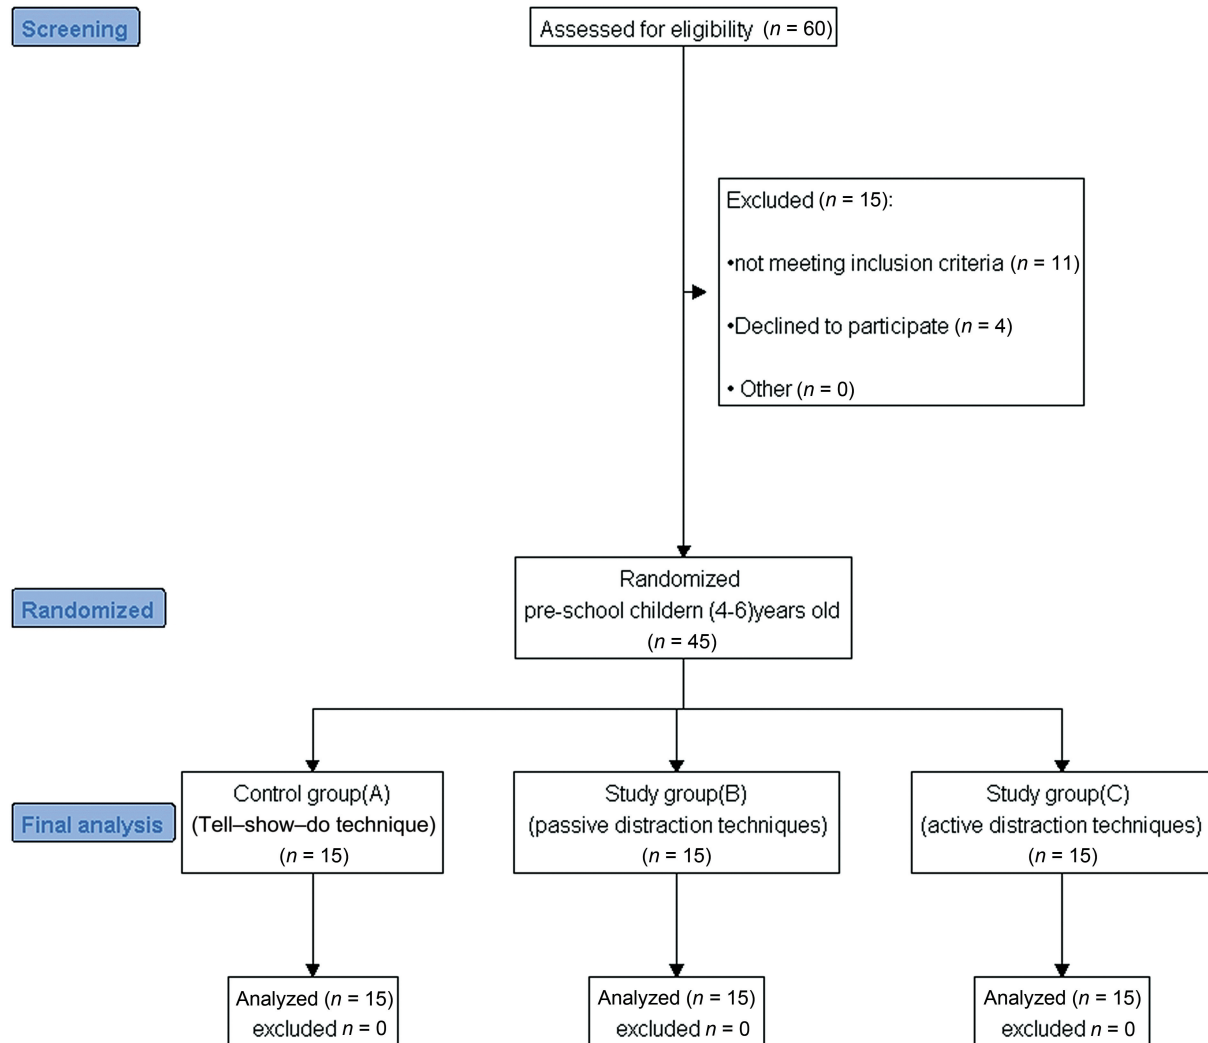 Screening
Assessed for eligibility (n = 60)
Excluded (n = 15):
•not meeting inclusion criteria (n = 11)
•Declined to participate (n = 4)
• Other (n = 0)
Randomized
Randomized
pre-school childern (4-6)years old
(n = 45)
Final analysis
Control group(A)
(Tell–show–do technique)
(n = 15)
Study group(B)
(passive distraction techniques)
(n = 15)
Study group(C)
(active distraction techniques)
(n = 15)
Analyzed (n = 15)
excluded n = 0
Analyzed (n = 15)
excluded n = 0
Analyzed (n = 15)
excluded n = 0